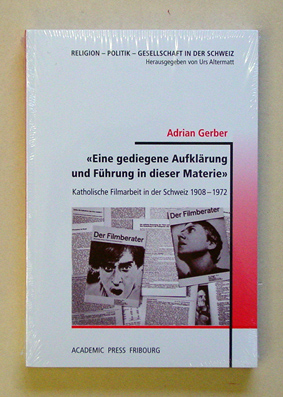 RELIGION – POLITIK – GESELLSCHAFT IN DER SCHWEIZ
Herausgegeben von Urs Altermatt
Adrian Gerber
«Eine gediegene Aufklärung
und Führung in dieser Materie»
Katholische Filmarbeit in der Schweiz 1908–1972
Der Filmberater
Der Filmberater
ACADEMIC PRESS FRIBOURG